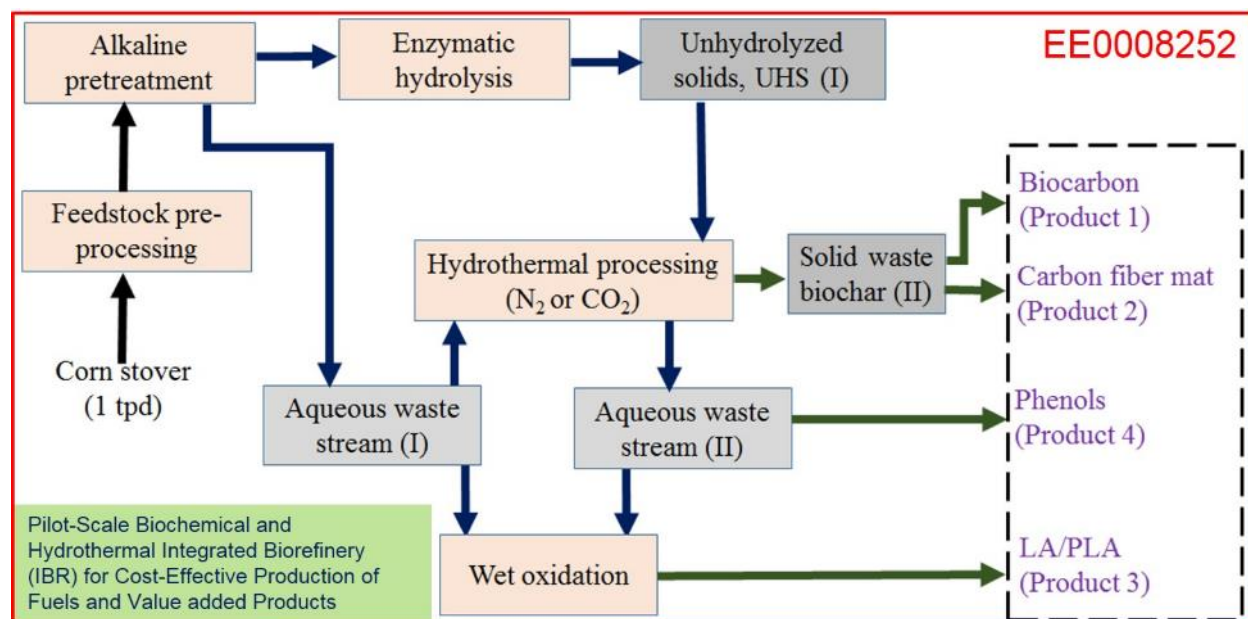 EE0008252
Alkaline
pretreatment
Enzymatic
hydrolysis
Unhydrolyzed
solids, UHS (I)
Feedstock pre-
processing
Corn stover
(1 tpd)
Hydrothermal processing
(N₂ or CO₂)
Solid waste
biochar (II)
Biocarbon
(Product 1)
Carbon fiber mat
(Product 2)
Aqueous waste
stream (I)
Aqueous waste
stream (II)
Phenols
(Product 4)
Wet oxidation
LA/PLA
(Product 3)
Pilot-Scale Biochemical and
Hydrothermal Integrated Biorefinery
(IBR) for Cost-Effective Production of
Fuels and Value added Products